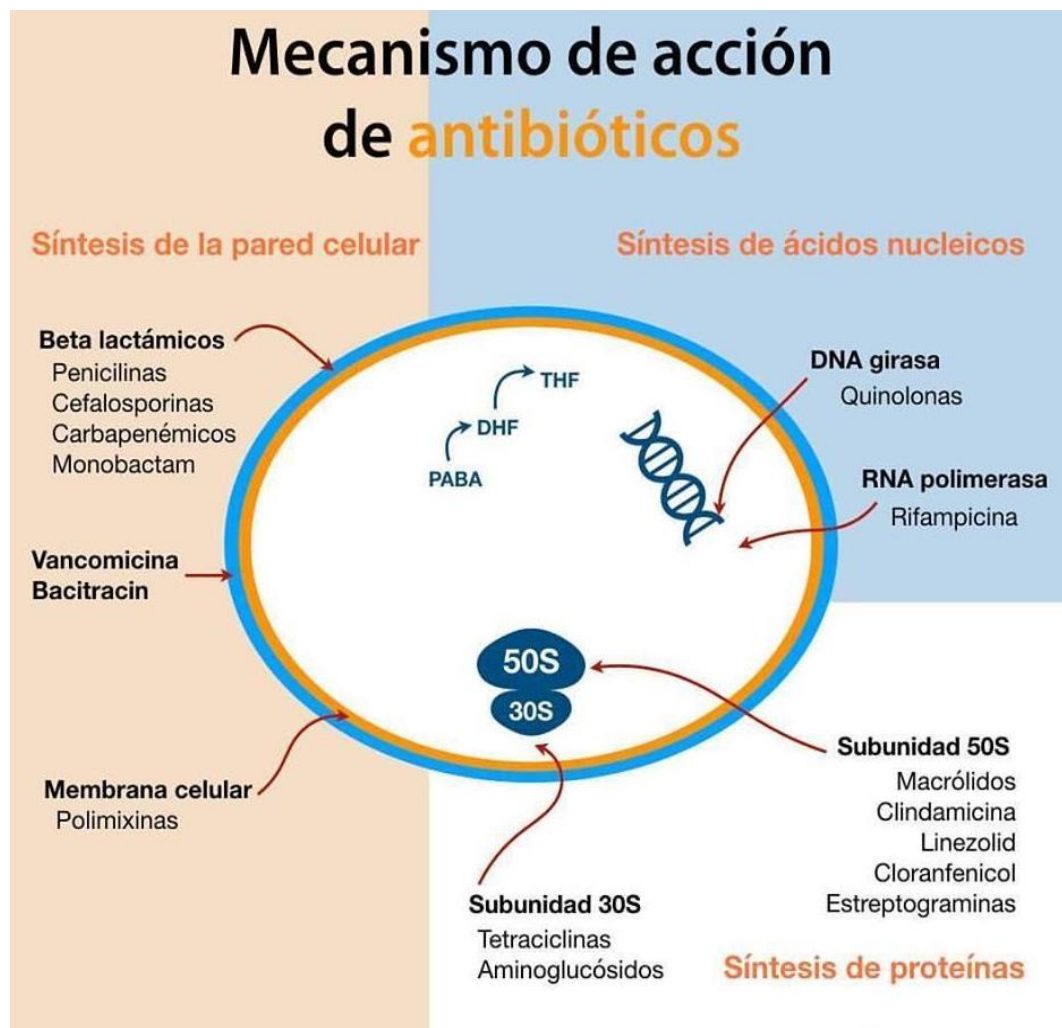 Mecanismo de acción
de antibióticos
Síntesis de la pared celular
Síntesis de ácidos nucleicos
Beta lactámicos
Penicilinas
Cefalosporinas
Carbapenémicos
Monobactam
Vancomicina
Bacitracin
Membrana celular
Polimixinas
THF
DHF
PABA
DNA girasa
Quinolonas
RNA polimerasa
Rifampicina
50S
30S
Subunidad 50S
Macrólidos
Clindamicina
Linezolid
Cloranfenicol
Estreptograminas
Subunidad 30S
Tetraciclinas
Aminoglucósidos
Síntesis de proteínas